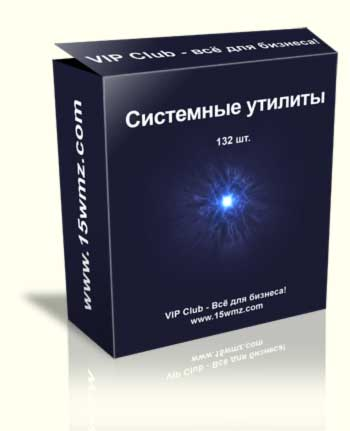 VIP Club - всё для бизнеса!
www.15wmz.com
Системные утилиты
132 шт.
VIP Club - Всё для бизнеса!
www.15wmz.com